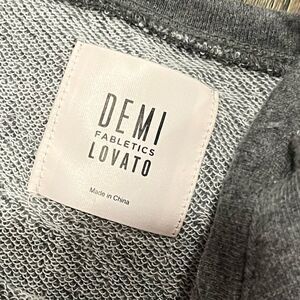 DEMI
FABLETICS
LOVATO
Made in China